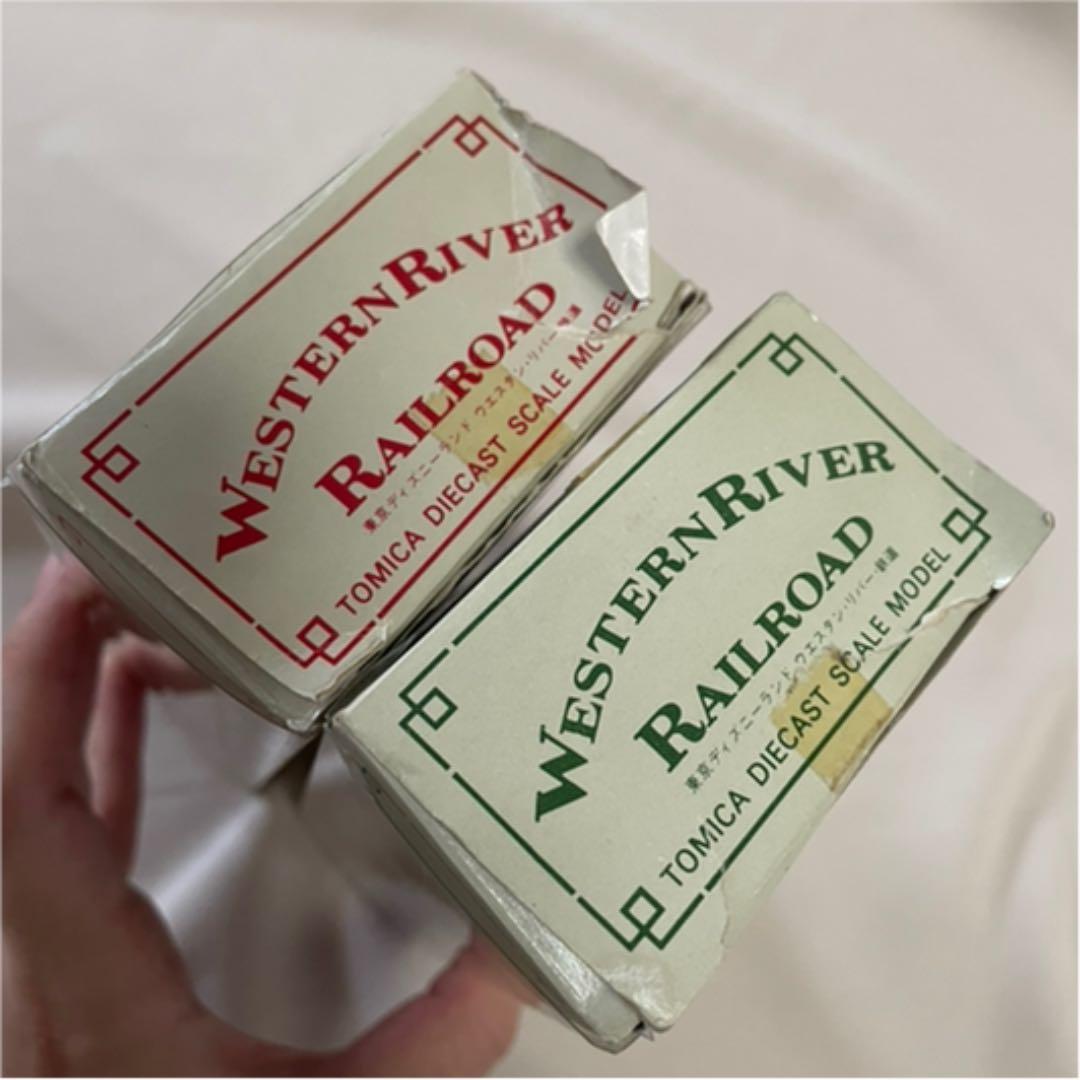 WESTERN RIVER
RAILROAD
東京ディズニーランド ウエスタン・リバー
TOMICA DIECAST SCALE MODEL
WESTERN RIVER
RAILROAD
東京ディズニーランド ウエスタン・リバー・鉄道
TOMICA DIECAST SCALE MODEL